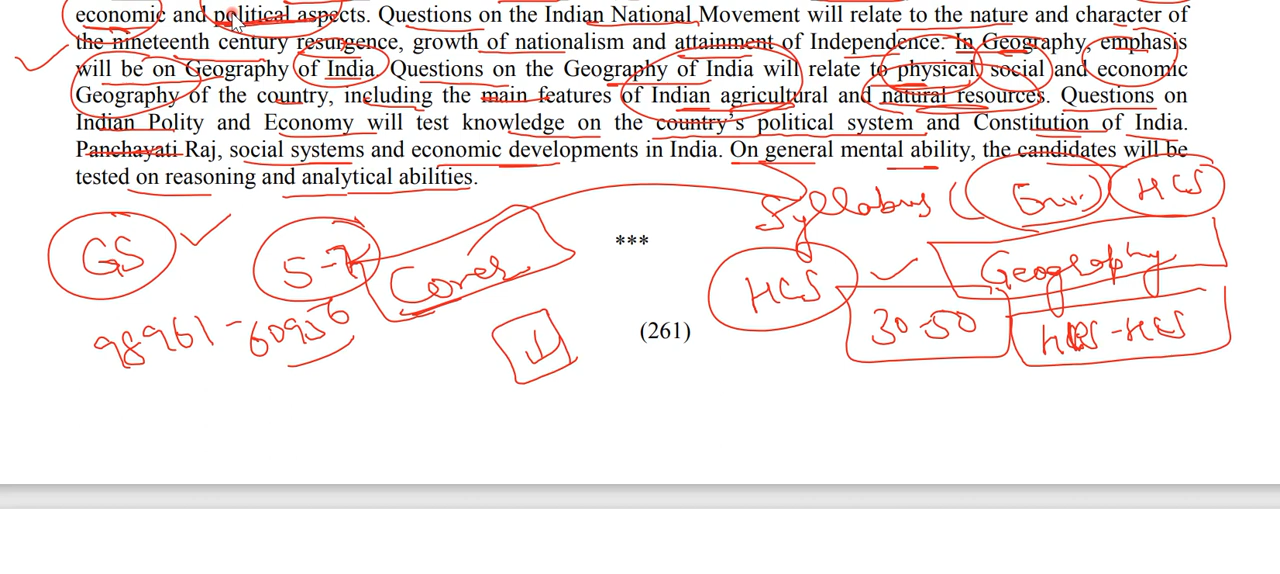 economic and political aspects. Questions on the Indian National Movement will relate to the nature and character of
the nineteenth century resurgence, growth of nationalism and attainment of Independence. In Geography, emphasis
will be on Geography of India. Questions on the Geography of India will relate to physical, social and economic
Geography of the country, including the main features of Indian agricultural and natural resources. Questions on
Indian Polity and Economy will test knowledge on the country's political system and Constitution of India.
Panchayati Raj, social systems and economic developments in India. On general mental ability, the candidates will be
tested on reasoning and analytical abilities.
Syllabus (Env.) HCS
***
GS 5-K Cores HCS Geography
98961-60956 I (261) 30-50 HCS